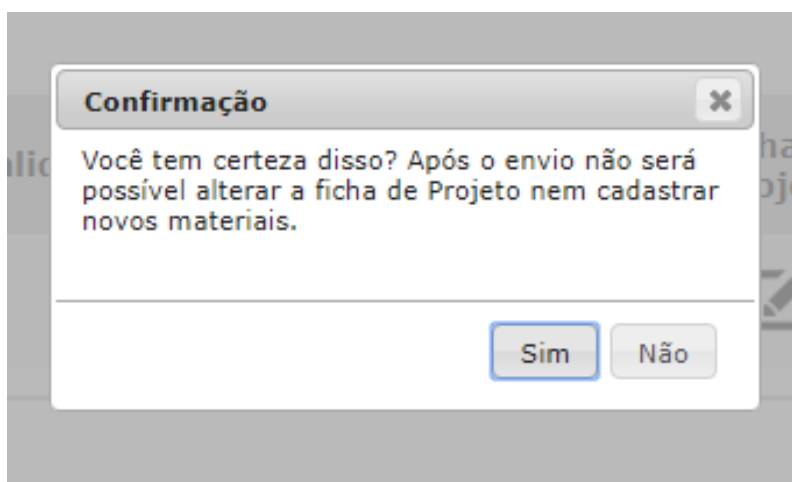 Confirmação
Você tem certeza disso? Após o envio não será
possível alterar a ficha de Projeto nem cadastrar
novos materiais.
Sim Não